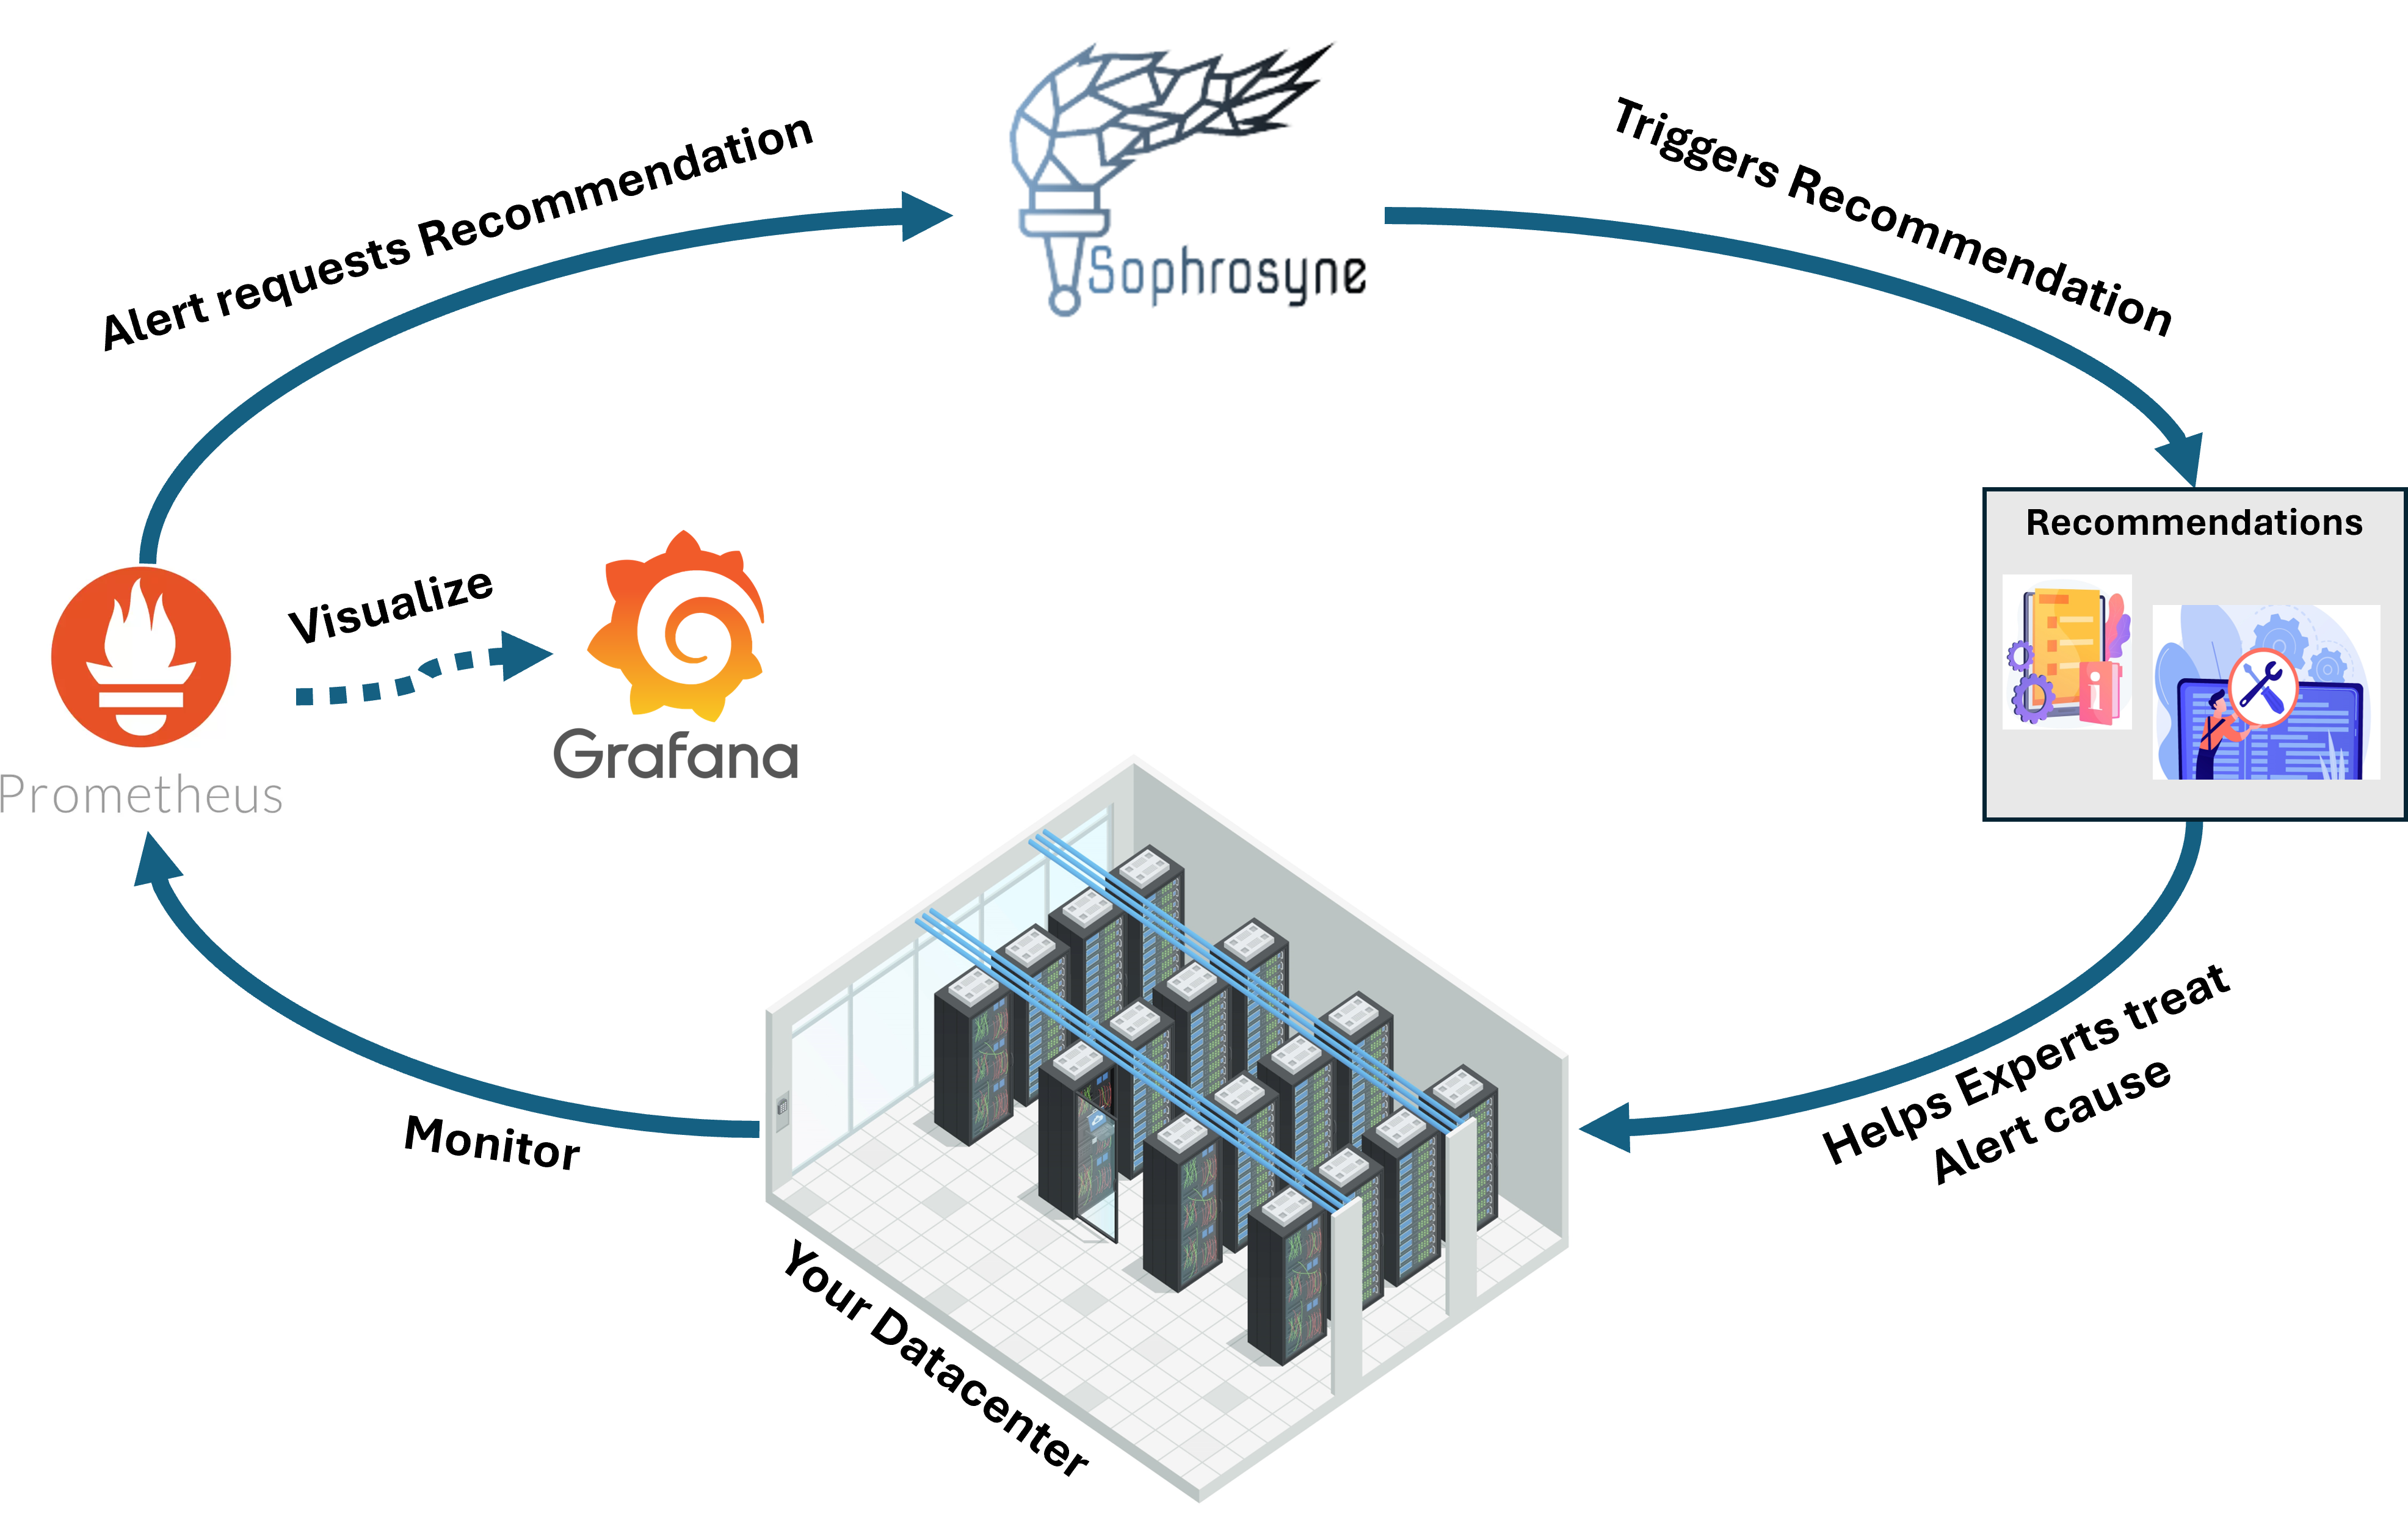 Sophrosyne
Alert requests Recommendation
Triggers Recommendation
Recommendations
Visualize
Grafana
Prometheus
Monitor
Helps Experts treat
Alert cause
Your Datacenter